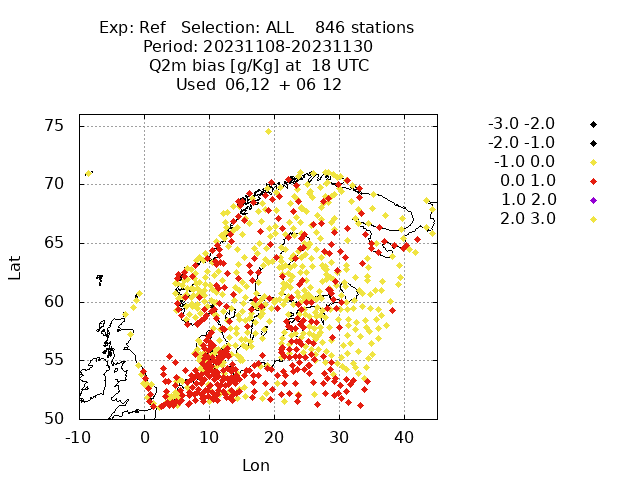 Exp: Ref Selection: ALL 846 stations
Period: 20231108-20231130
Q2m bias [g/Kg] at 18 UTC
Used 06,12 + 06 12
75
70
65
60
55
50
Lat
-10 0 10 20 30 40
Lon
-3.0 -2.0
-2.0 -1.0
-1.0 0.0
0.0 1.0
1.0 2.0
2.0 3.0